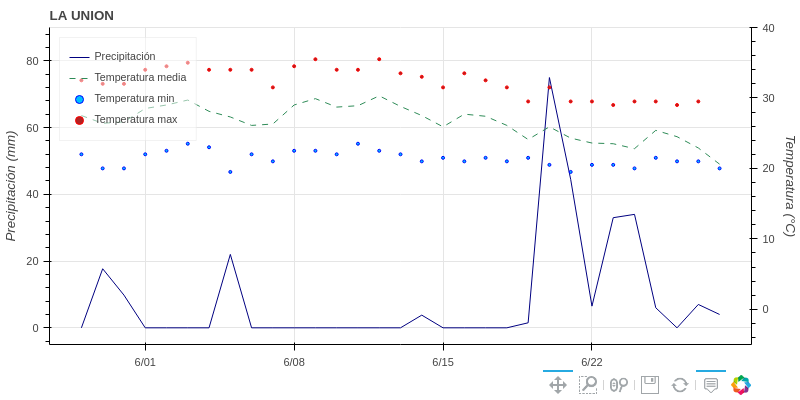 LA UNION
Precipitación
Temperatura media
Temperatura min
Temperatura max
Precipitación (mm)
80
60
40
20
0
40
30
20
10
0
Temperatura (°C)
6/01
6/08
6/15
6/22